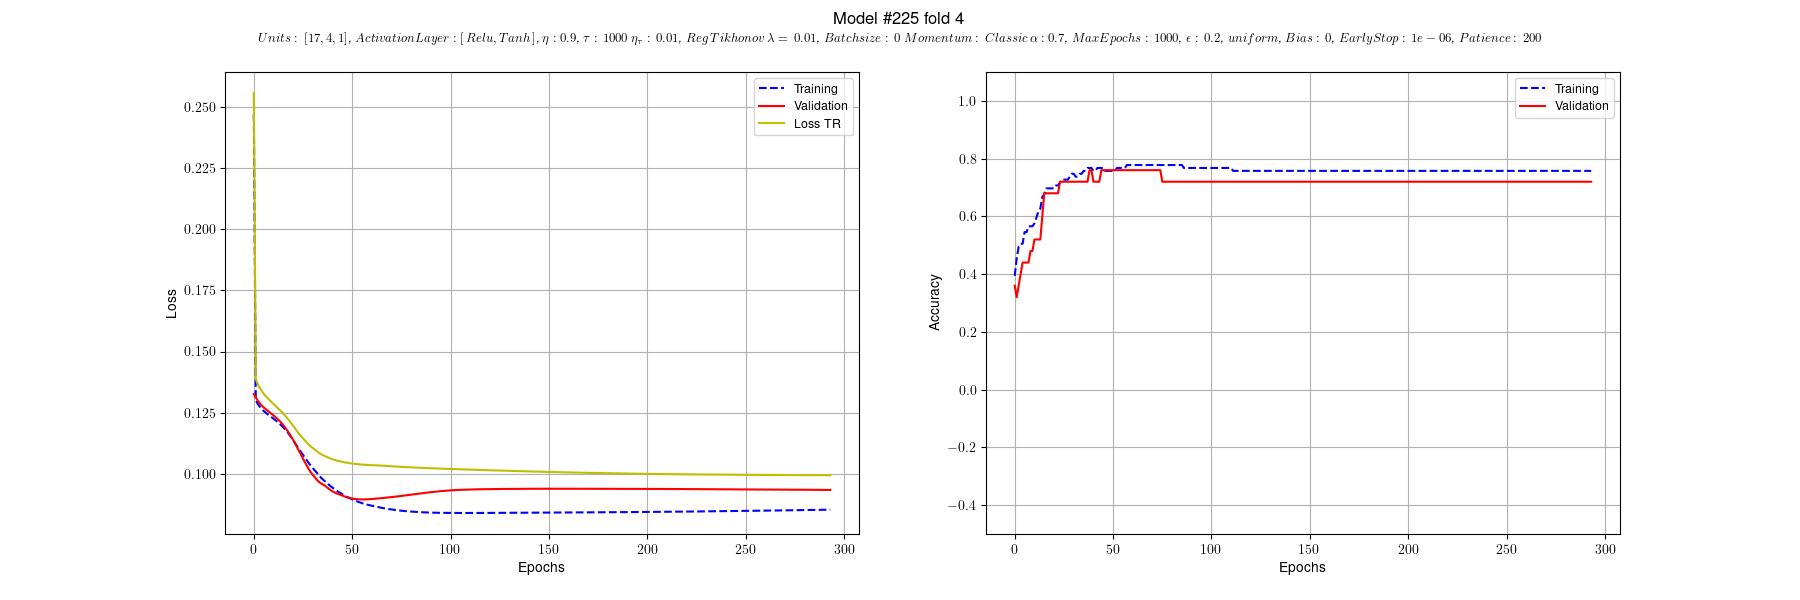 Model #225 fold 4
Units : [17, 4, 1], ActivationLayer : [Relu, Tanh], η : 0.9, τ : 1000 η_τ : 0.01, RegTikhonov λ = 0.01, Batchsize : 0 Momentum : Classic α : 0.7, MaxEpochs : 1000, ϵ : 0.2, uniform, Bias : 0, EarlyStop : 1e − 06, Patience : 200
Training
Validation
Loss TR
0.250
0.225
0.200
0.175
0.150
0.125
0.100
Loss
0 50 100 150 200 250 300
Epochs
Training
Validation
1.0
0.8
0.6
0.4
0.2
0.0
−0.2
−0.4
Accuracy
0 50 100 150 200 250 300
Epochs